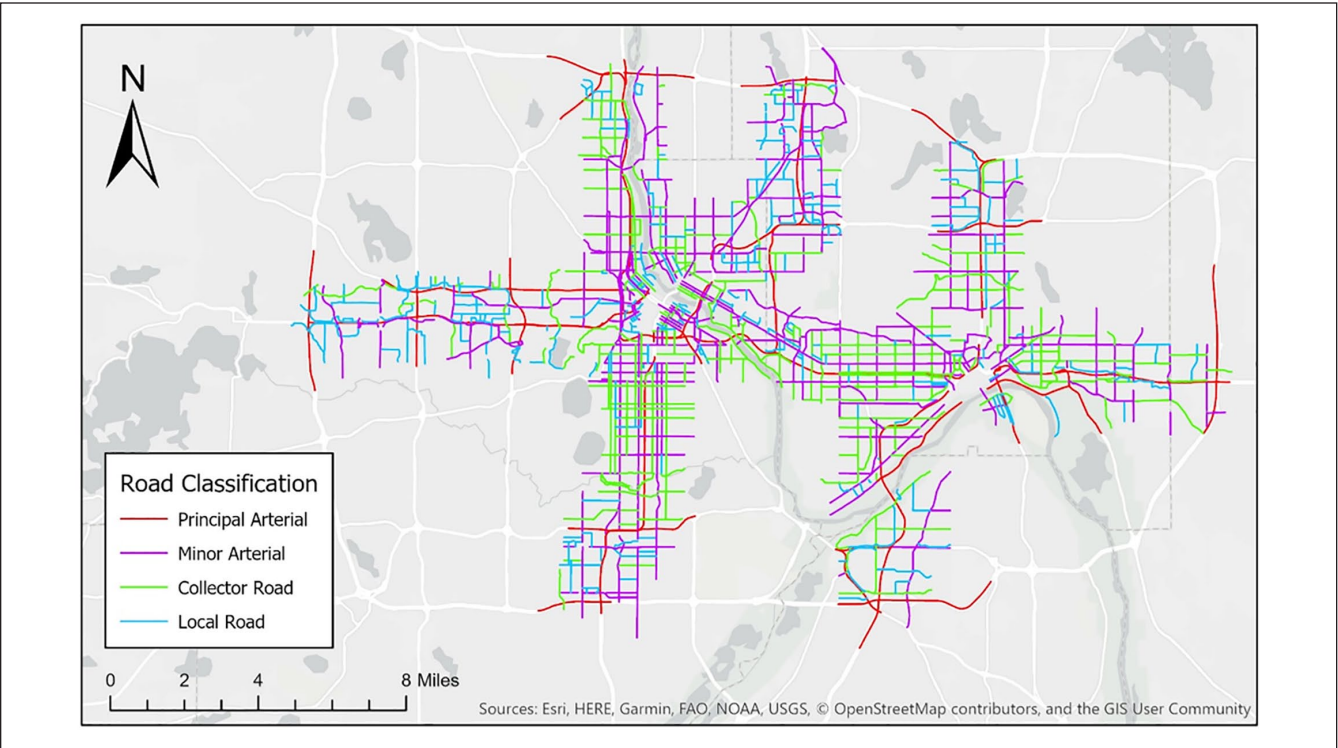 N
Road Classification
Principal Arterial
Minor Arterial
Collector Road
Local Road
0 2 4 8 Miles
Sources: Esri, HERE, Garmin, FAO, NOAA, USGS, © OpenStreetMap contributors, and the GIS User Community